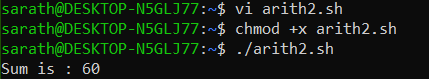 sarath@DESKTOP-N5GLJ77:~$ vi arith2.sh
sarath@DESKTOP-N5GLJ77:~$ chmod +x arith2.sh
sarath@DESKTOP-N5GLJ77:~$ ./arith2.sh
Sum is : 60